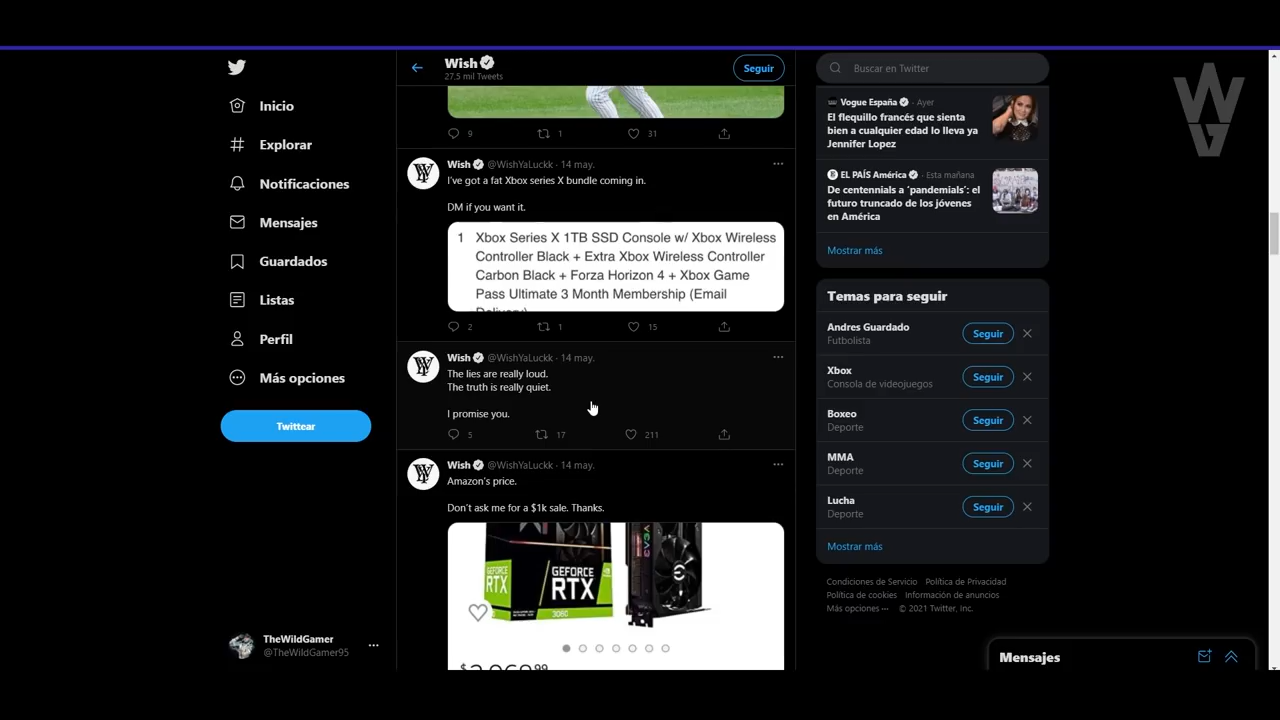 Inicio
Explorar
Notificaciones
Mensajes
Guardados
Listas
Perfil
Más opciones
Twittear
TheWildGamer
@TheWildGamer95
Wish
27,5 mil Tweets
Seguir
9 1 31
Wish @WishYaLuckk · 14 may.
I've got a fat Xbox series X bundle coming in.
DM if you want it.
1 Xbox Series X 1TB SSD Console w/ Xbox Wireless
Controller Black + Extra Xbox Wireless Controller
Carbon Black + Forza Horizon 4 + Xbox Game
Pass Ultimate 3 Month Membership (Email
Delivery)
2 1 15
Wish @WishYaLuckk · 14 may.
The lies are really loud.
The truth is really quiet.
I promise you.
5 17 211
Wish @WishYaLuckk · 14 may.
Amazon's price.
Don't ask me for a $1k sale. Thanks.
GEFORCE
RTX
GEFORCE
RTX
EVGA
Buscar en Twitter
Vogue España · Ayer
El flequillo francés que sienta
bien a cualquier edad lo lleva ya
Jennifer Lopez
EL PAÍS América · Esta mañana
De centennials a 'pandemials': el
futuro truncado de los jóvenes
en América
Mostrar más
Temas para seguir
Andres Guardado
Futbolista
Seguir
Xbox
Consola de videojuegos
Seguir
Boxeo
Deporte
Seguir
MMA
Deporte
Seguir
Lucha
Deporte
Seguir
Mostrar más
Condiciones de Servicio Política de Privacidad
Política de cookies Información de anuncios
Más opciones ··· © 2021 Twitter, Inc.
Mensajes